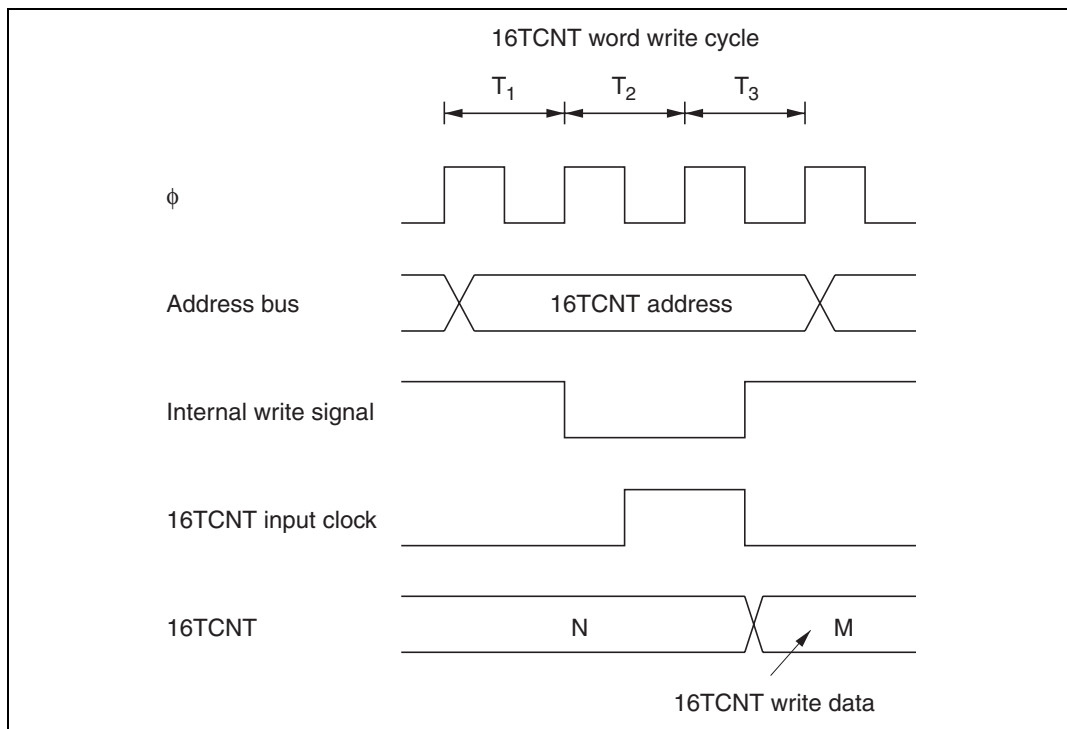 16TCNT word write cycle
T₁ T₂ T₃
ϕ
Address bus 16TCNT address
Internal write signal
16TCNT input clock
16TCNT N M
16TCNT write data